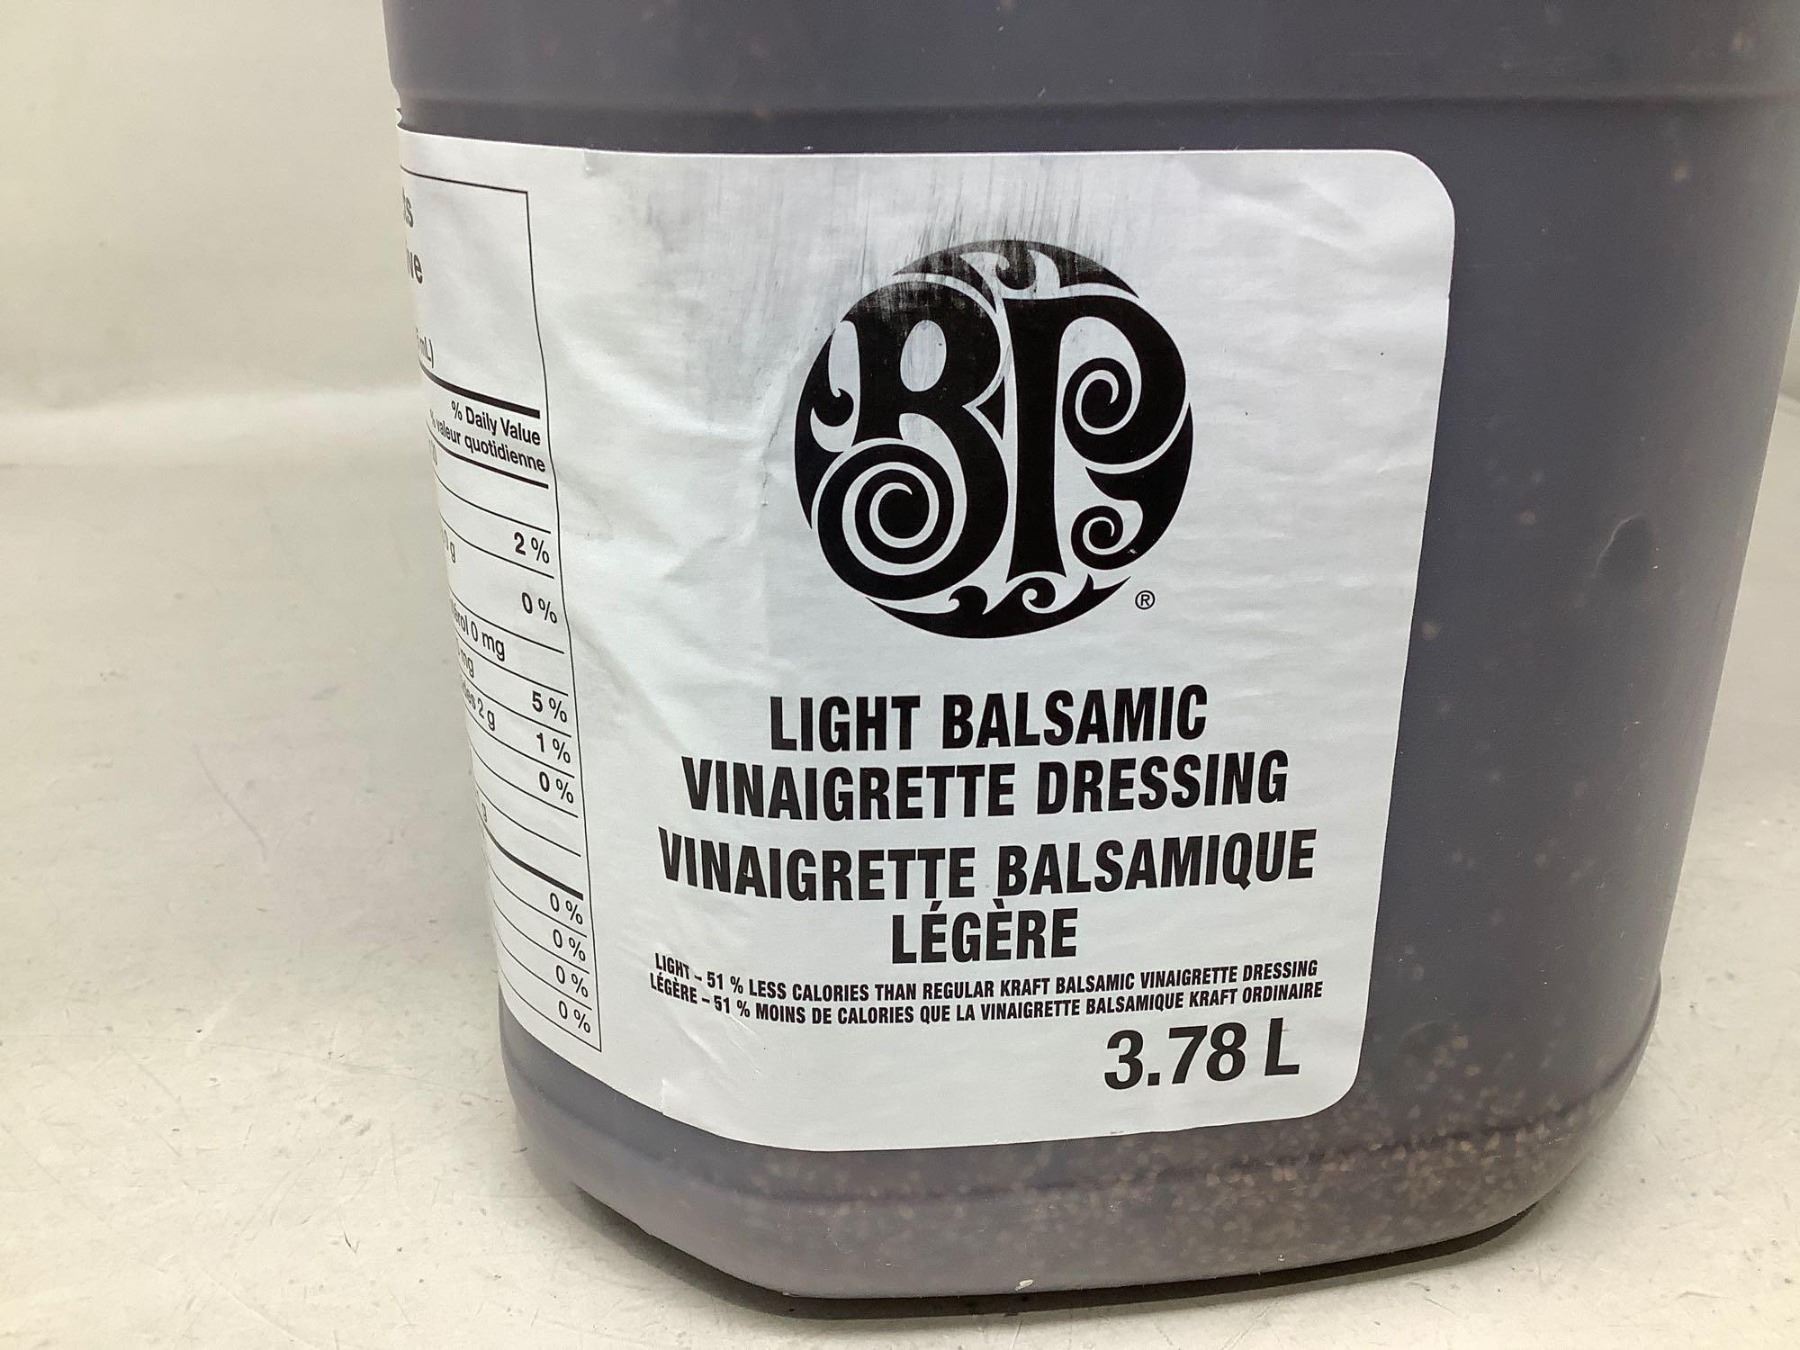 % Daily Value
% valeur quotidienne
2 %
0 %
0 mg
mg
5 %
2 g
1 %
0 %
g
0 %
0 %
0 %
0 %
BP
®
LIGHT BALSAMIC
VINAIGRETTE DRESSING
VINAIGRETTE BALSAMIQUE
LÉGÈRE
LIGHT – 51 % LESS CALORIES THAN REGULAR KRAFT BALSAMIC VINAIGRETTE DRESSING
LÉGÈRE – 51 % MOINS DE CALORIES QUE LA VINAIGRETTE BALSAMIQUE KRAFT ORDINAIRE
3.78 L